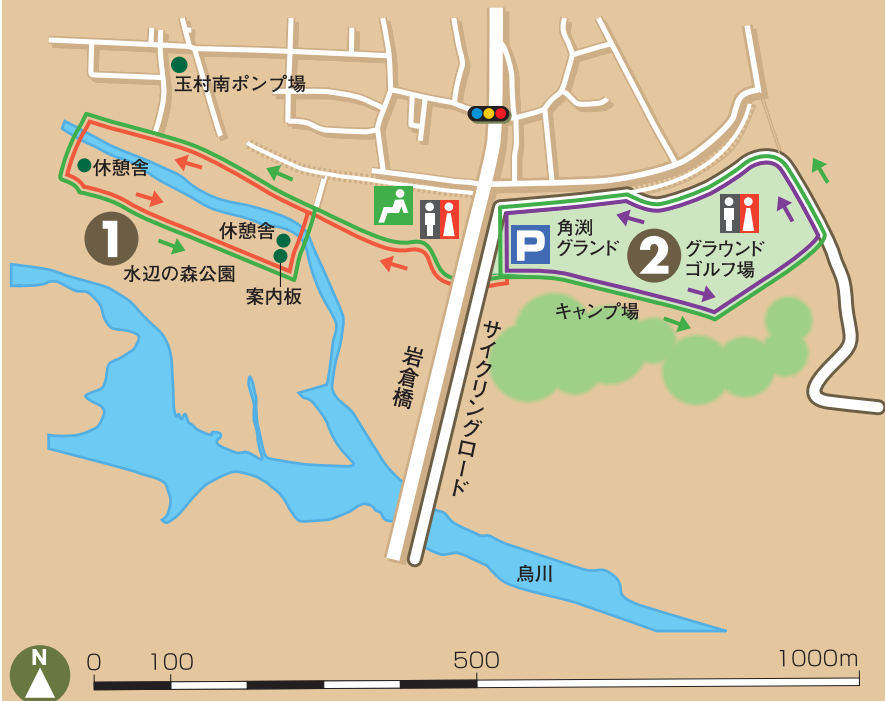 玉村南ポンプ場
休憩舎
休憩舎
1
水辺の森公園
案内板
P
角渕
グランド
2
グラウンド
ゴルフ場
キャンプ場
岩倉橋
サイクリングロード
烏川
N
0 100 500 1000m